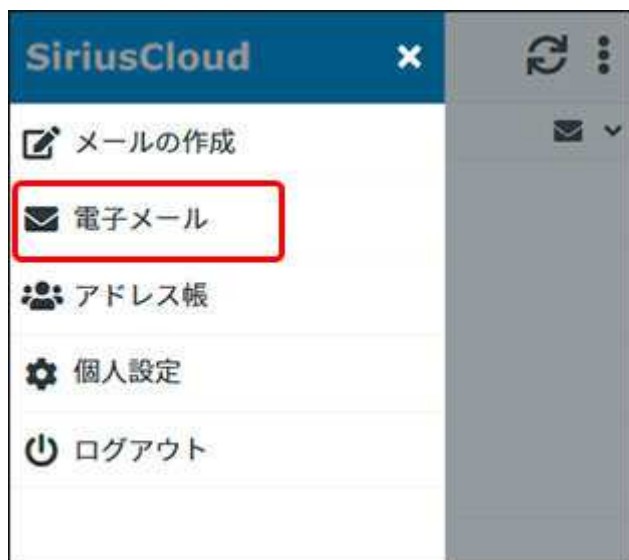 SiriusCloud
メールの作成
電子メール
アドレス帳
個人設定
ログアウト